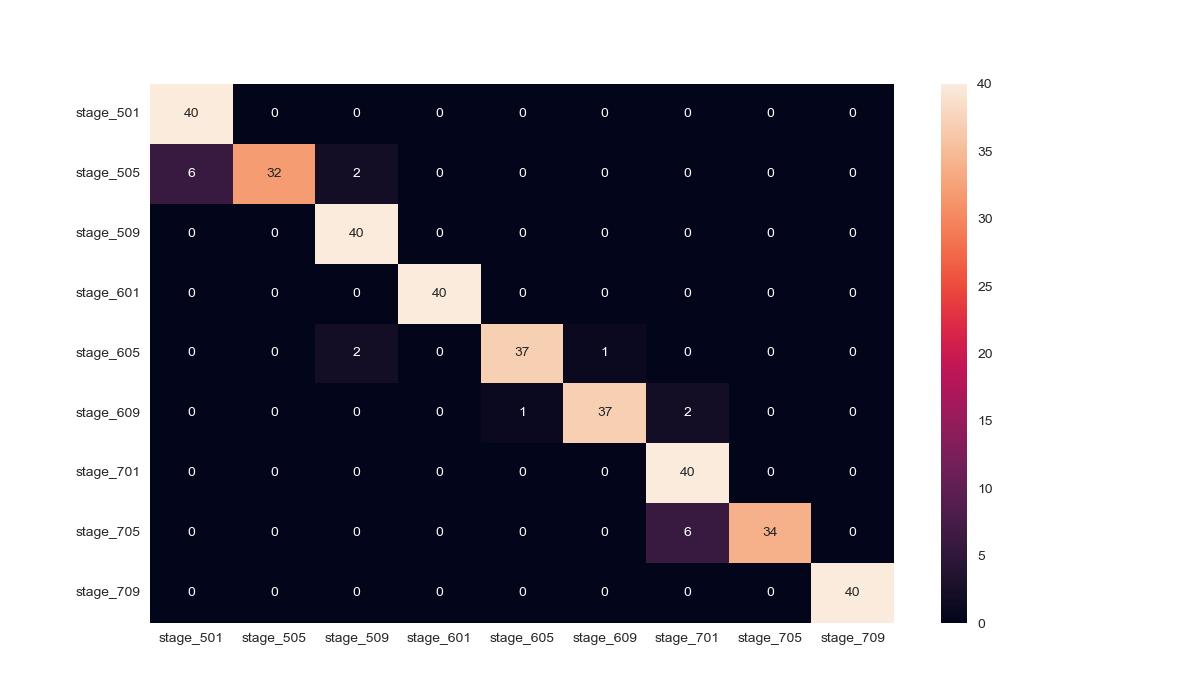 40
stage_501 40 0 0 0 0 0 0 0 0
35
stage_505 6 32 2 0 0 0 0 0 0
30
stage_509 0 0 40 0 0 0 0 0 0
25
stage_601 0 0 0 40 0 0 0 0 0
20
stage_605 0 0 2 0 37 1 0 0 0
15
stage_609 0 0 0 0 1 37 2 0 0
10
stage_701 0 0 0 0 0 0 40 0 0
5
stage_705 0 0 0 0 0 0 6 34 0
stage_709 0 0 0 0 0 0 0 0 40
0
stage_501 stage_505 stage_509 stage_601 stage_605 stage_609 stage_701 stage_705 stage_709